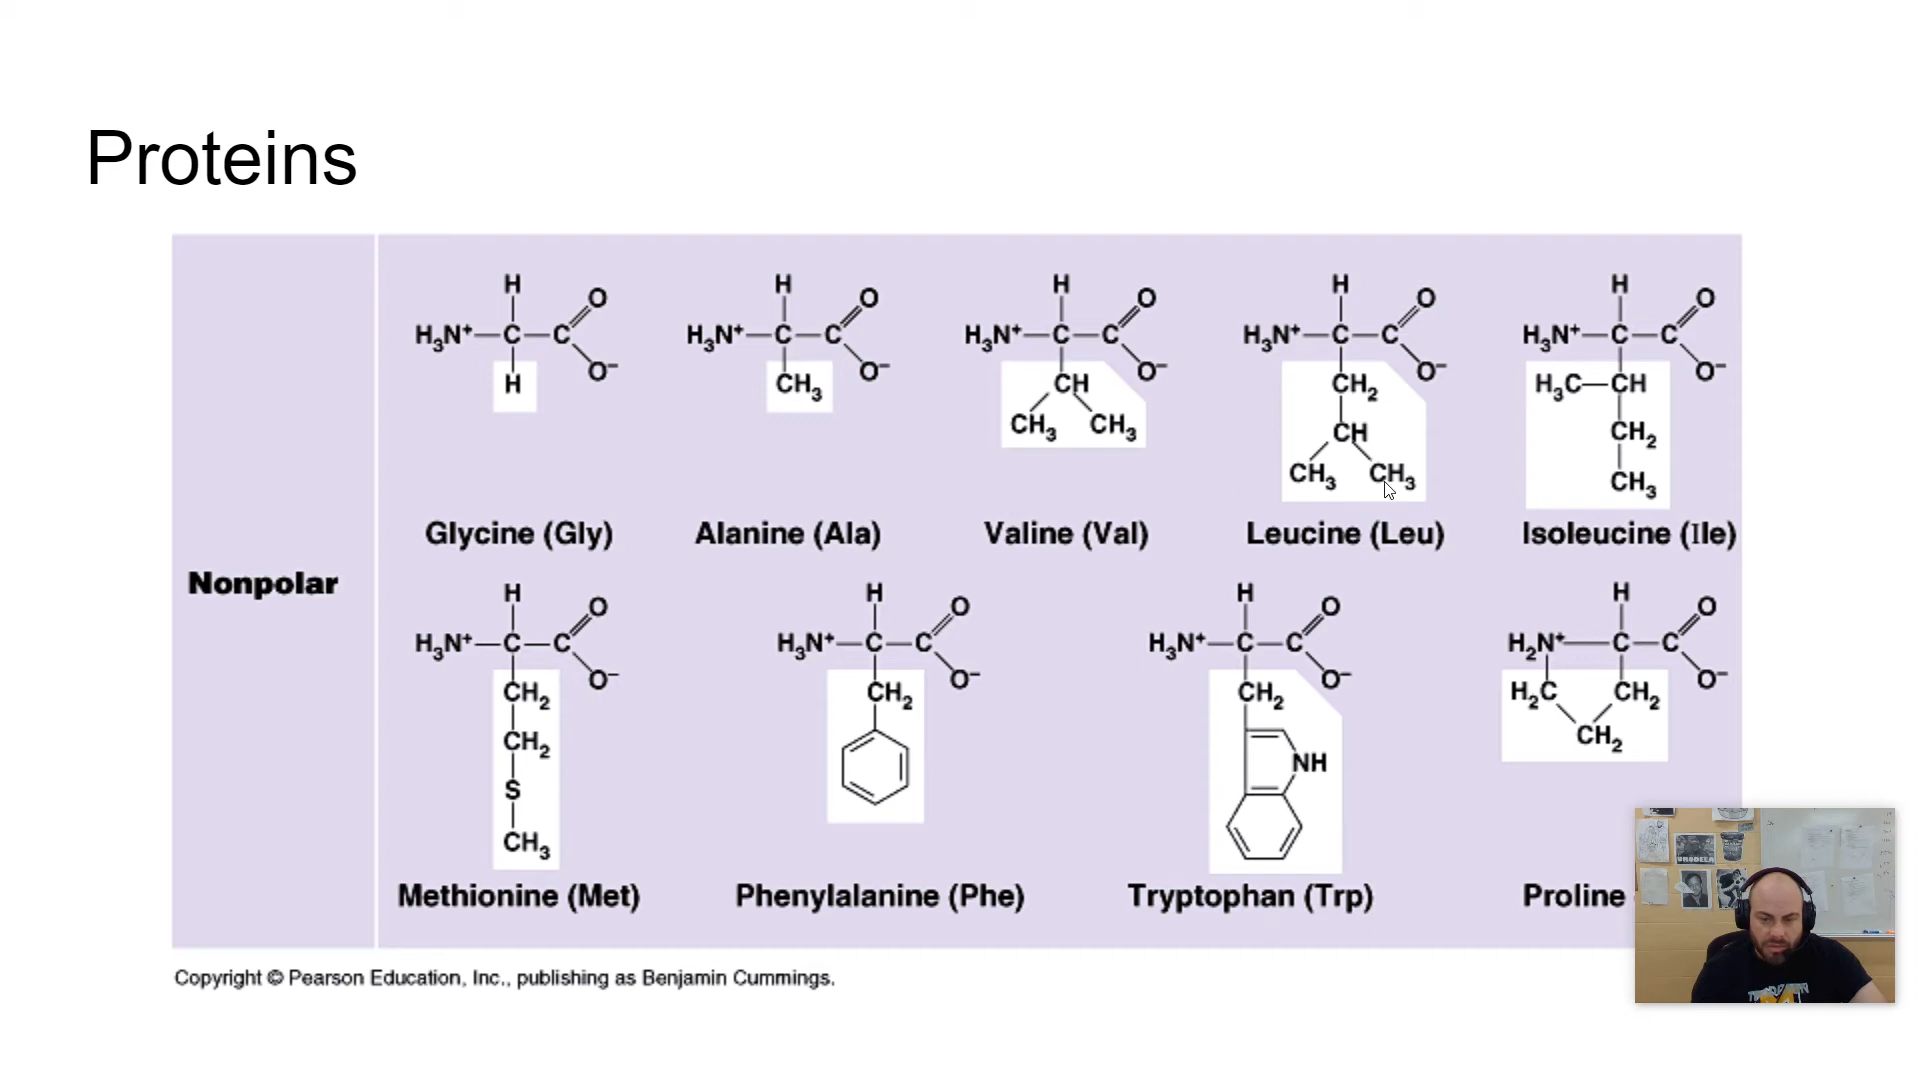 Proteins
H
H₃N⁺—C—C
O
O⁻
H
H
H₃N⁺—C—C
O
O⁻
CH₃
H
H₃N⁺—C—C
O
O⁻
CH
CH₃ CH₃
H
H₃N⁺—C—C
O
O⁻
CH₂
CH
CH₃ CH₃
H
H₃N⁺—C—C
O
O⁻
H₃C—CH
CH₂
CH₃
Glycine (Gly) Alanine (Ala) Valine (Val) Leucine (Leu) Isoleucine (Ile)
Nonpolar
H
H₃N⁺—C—C
O
O⁻
CH₂
CH₂
S
CH₃
H
H₃N⁺—C—C
O
O⁻
CH₂
H
H₃N⁺—C—C
O
O⁻
CH₂
NH
H
H₂N⁺—C—C
O
O⁻
H₂C CH₂
CH₂
Methionine (Met) Phenylalanine (Phe) Tryptophan (Trp) Proline
Copyright © Pearson Education, Inc., publishing as Benjamin Cummings.